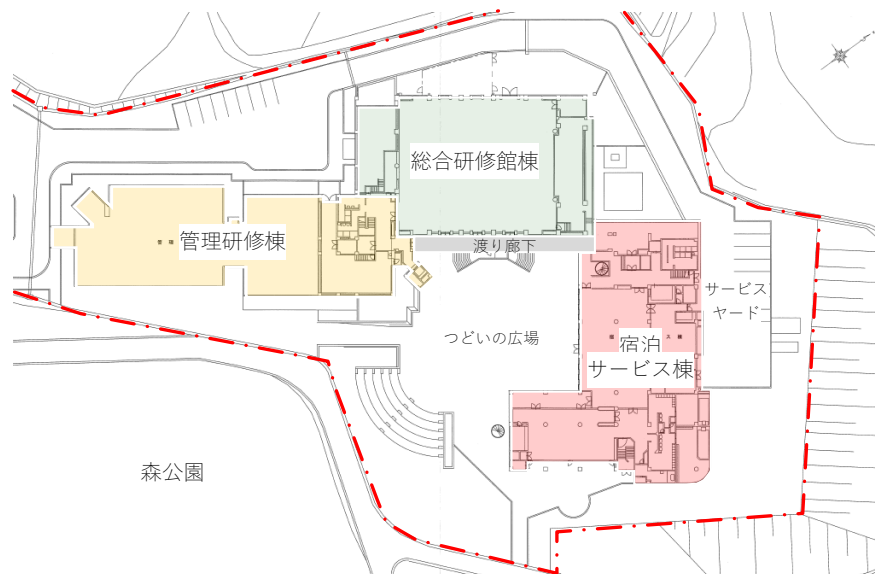 総合研修館棟
管理研修棟
渡り廊下
サービス
ヤード
つどいの広場
宿泊
サービス棟
森公園